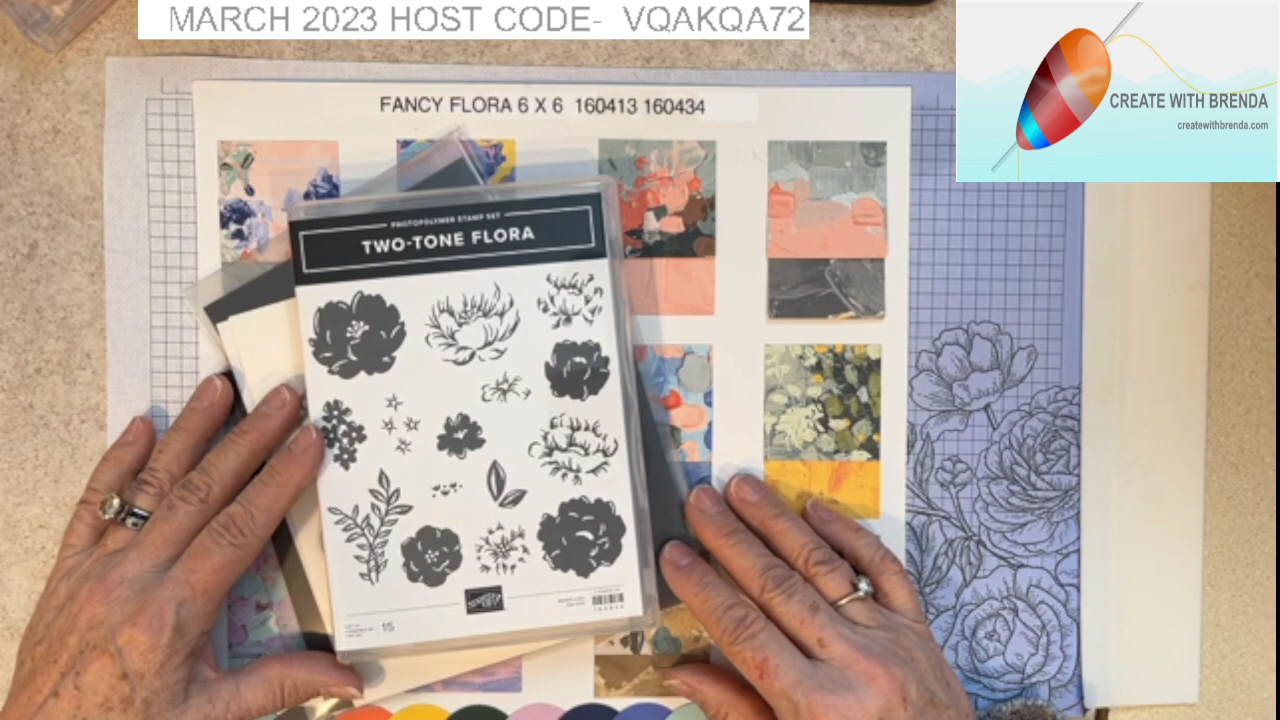 MARCH 2023 HOST CODE- VQAKQA72
CREATE WITH BRENDA
createwithbrenda.com
FANCY FLORA 6 X 6 160413 160434
PHOTOPOLYMER STAMP SET
TWO-TONE FLORA
15